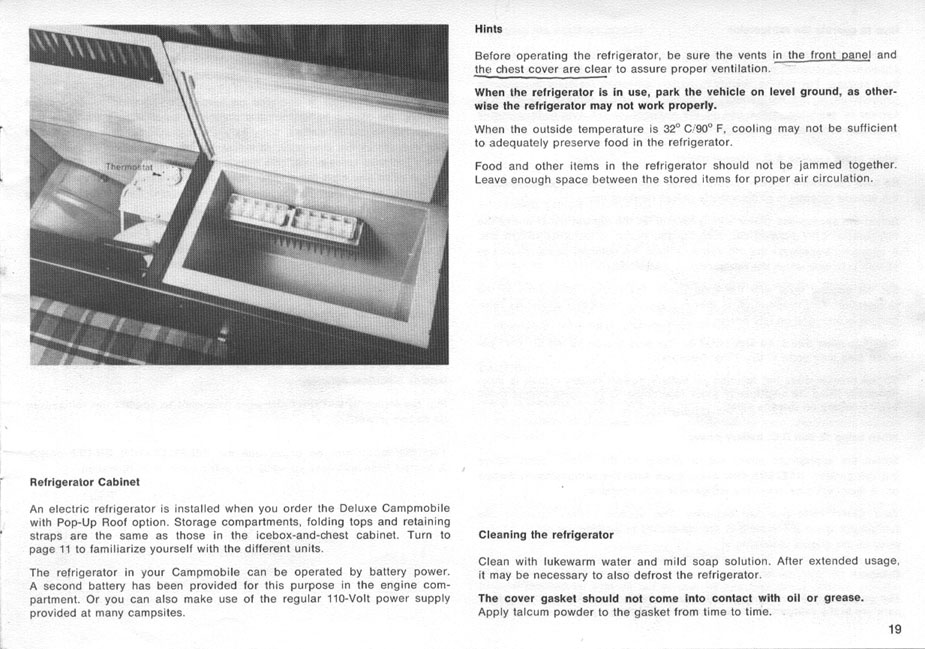 Thermostat
Refrigerator Cabinet
An electric refrigerator is installed when you order the Deluxe Campmobile
with Pop-Up Roof option. Storage compartments, folding tops and retaining
straps are the same as those in the icebox-and-chest cabinet. Turn to
page 11 to familiarize yourself with the different units.
The refrigerator in your Campmobile can be operated by battery power.
A second battery has been provided for this purpose in the engine com-
partment. Or you can also make use of the regular 110-Volt power supply
provided at many campsites.
Hints
Before operating the refrigerator, be sure the vents in the front panel and
the chest cover are clear to assure proper ventilation.
When the refrigerator is in use, park the vehicle on level ground, as other-
wise the refrigerator may not work properly.
When the outside temperature is 32° C/90° F, cooling may not be sufficient
to adequately preserve food in the refrigerator.
Food and other items in the refrigerator should not be jammed together.
Leave enough space between the stored items for proper air circulation.
Cleaning the refrigerator
Clean with lukewarm water and mild soap solution. After extended usage,
it may be necessary to also defrost the refrigerator.
The cover gasket should not come into contact with oil or grease.
Apply talcum powder to the gasket from time to time.
19